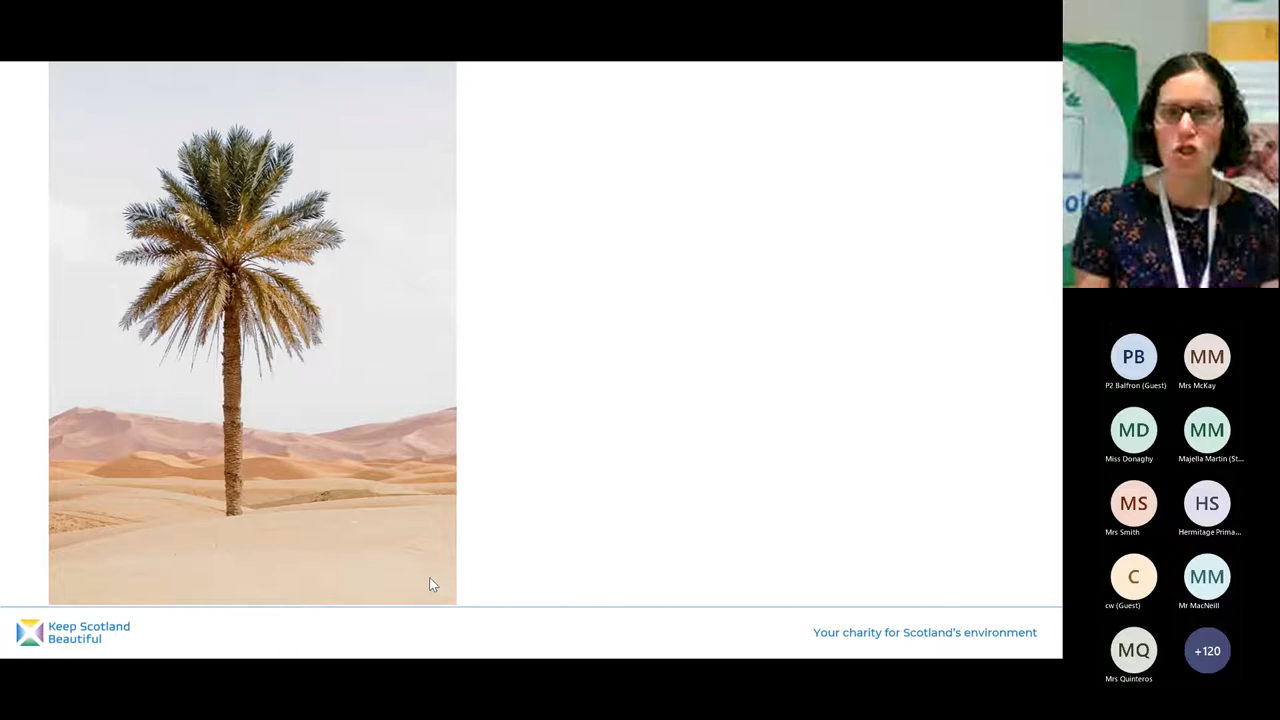 Keep Scotland
Beautiful
Your charity for Scotland's environment
PB
P2 Balfron (Guest)
MM
Mrs McKay
MD
Miss Donaghy
MM
Majella Martin (St...
MS
Mrs Smith
HS
Hermitage Prima...
C
cw (Guest)
MM
Mr MacNeill
MQ
Mrs Quinteros
+120